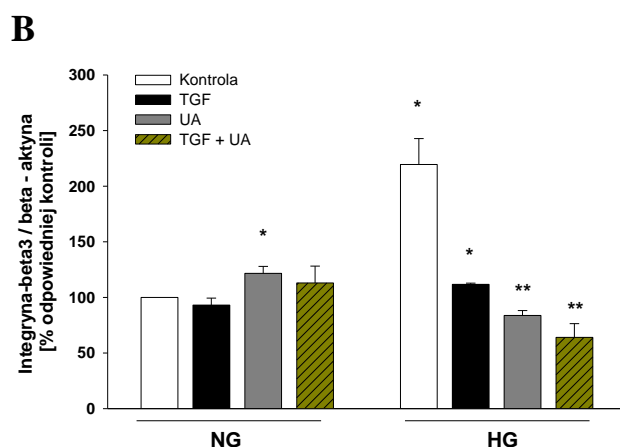 B
Integryna-beta3 / beta - aktyna
[% odpowiedniej kontroli]
300
250
200
150
100
50
0
Kontrola
TGF
UA
TGF + UA
*
*
*
**
**
NG
HG